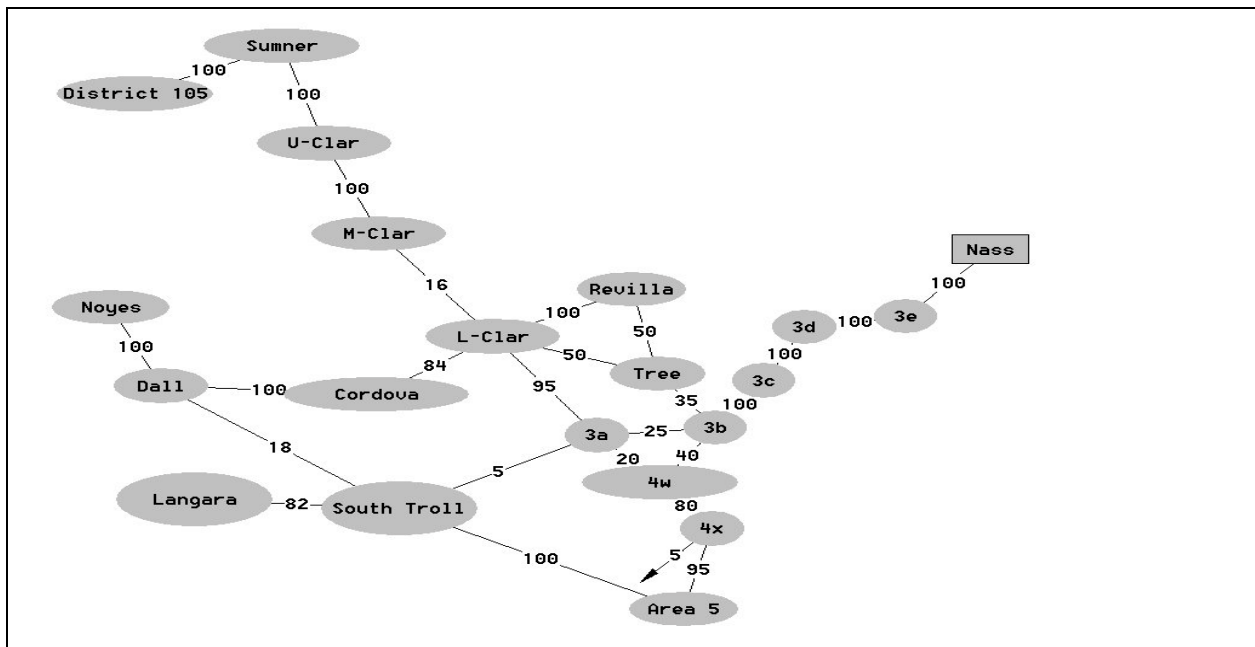 Sumner
100
District 105
100
U-Clar
100
M-Clar
Nass
16
Revilla
100
Noyes
100
3e
3d
100
L-Clar
50
100
50
100
84
Tree
3c
Dall
100
Cordova
95
35
100
3a
25
3b
18
20
40
5
4w
Langara
82
South Troll
80
4x
100
5
95
Area 5